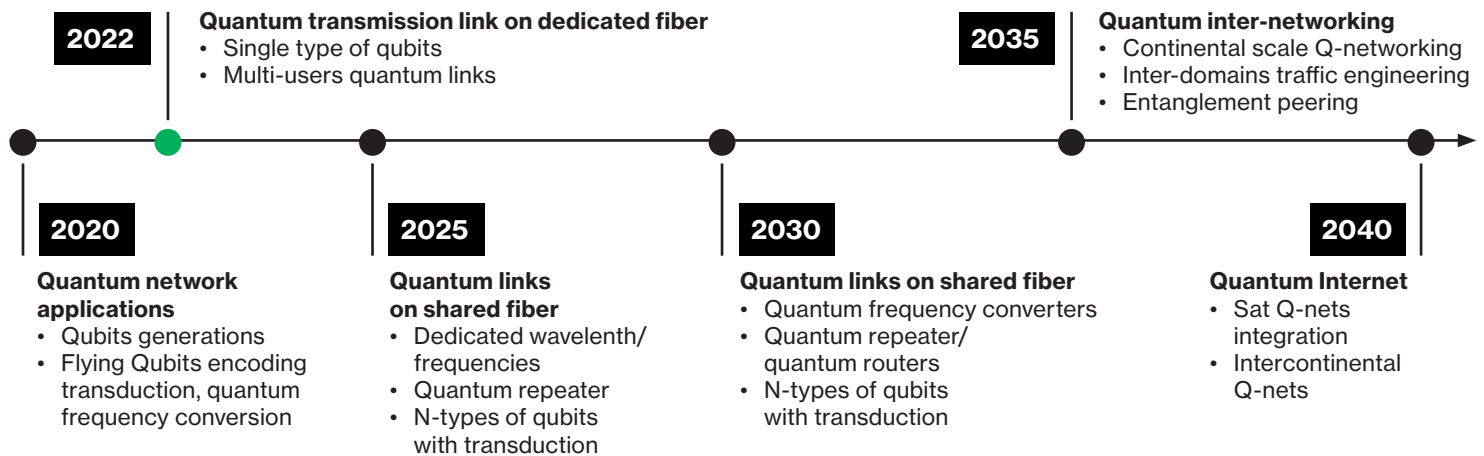 2022
Quantum transmission link on dedicated fiber
• Single type of qubits
• Multi-users quantum links
2035
Quantum inter-networking
• Continental scale Q-networking
• Inter-domains traffic engineering
• Entanglement peering
2020
Quantum network
applications
• Qubits generations
• Flying Qubits encoding
transduction, quantum
frequency conversion
2025
Quantum links
on shared fiber
• Dedicated wavelenth/
frequencies
• Quantum repeater
• N-types of qubits
with transduction
2030
Quantum links on shared fiber
• Quantum frequency converters
• Quantum repeater/
quantum routers
• N-types of qubits
with transduction
2040
Quantum Internet
• Sat Q-nets
integration
• Intercontinental
Q-nets